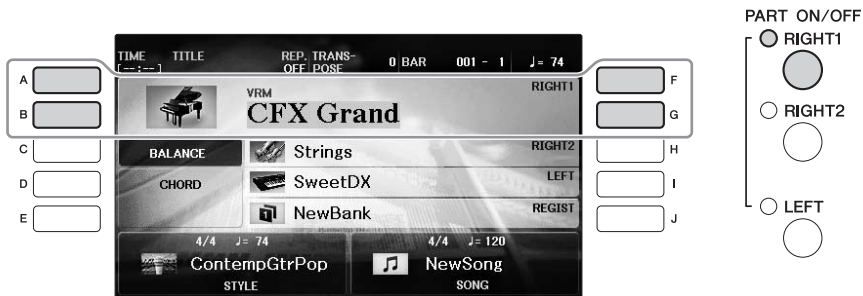 PART ON/OFF
TIME TITLE REP. TRANS- 0 BAR 001 - 1 ♩= 74
[--:--] OFF POSE
RIGHT1
A
F
VRM
RIGHT1
B
CFX Grand
G
RIGHT2
C
BALANCE
Strings
RIGHT2
H
D
CHORD
SweetDX
LEFT
I
E
NewBank
REGIST
J
LEFT
4/4 ♩= 74
4/4 ♩= 120
ContempGtrPop
NewSong
STYLE
SONG